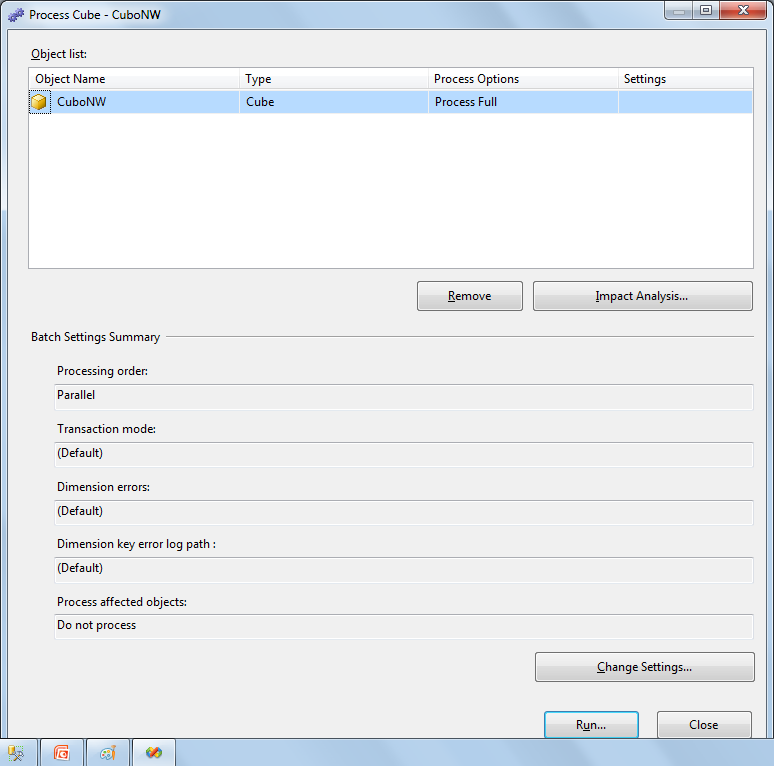 Process Cube - CuboNW
Object list:
Object Name Type Process Options Settings
CuboNW Cube Process Full
Remove Impact Analysis...
Batch Settings Summary
Processing order:
Parallel
Transaction mode:
(Default)
Dimension errors:
(Default)
Dimension key error log path :
(Default)
Process affected objects:
Do not process
Change Settings...
Run... Close